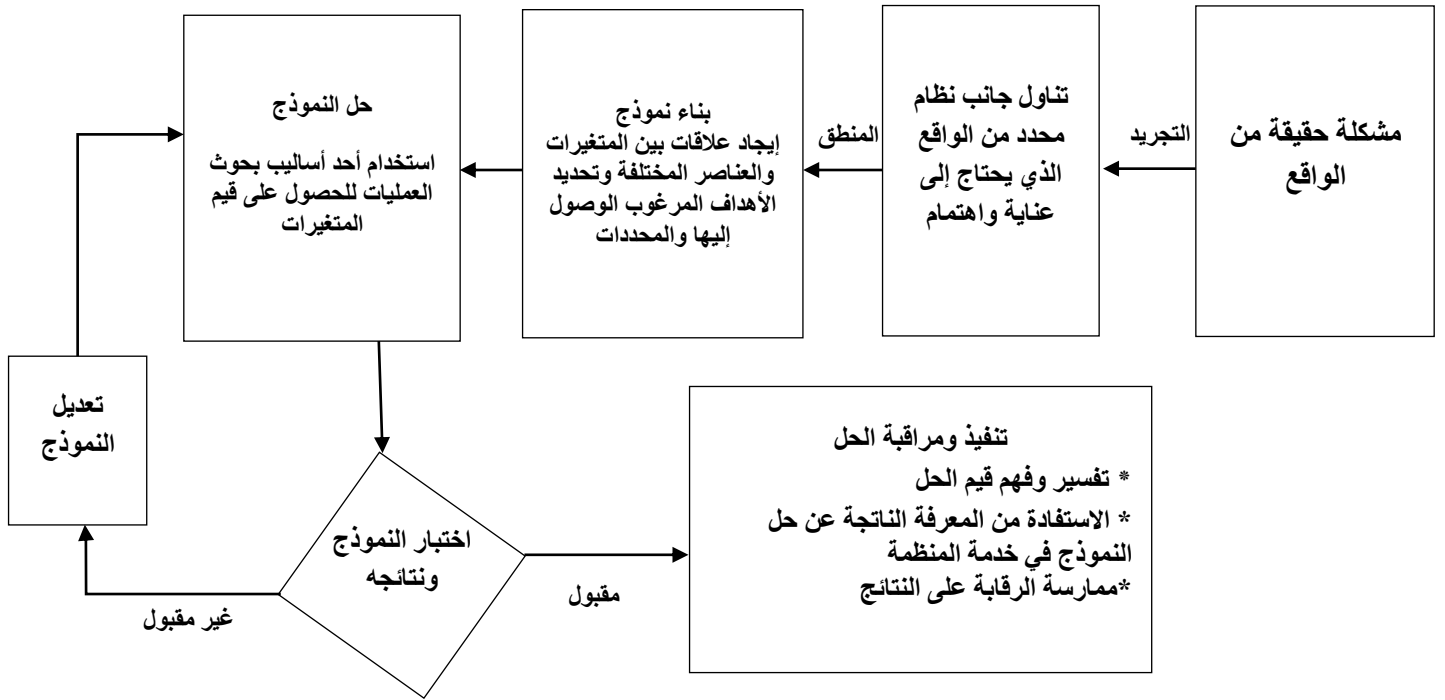 مشكلة حقيقة من
الواقع
التجريد
تناول جانب نظام
محدد من الواقع
الذي يحتاج إلى
عناية واهتمام
المنطق
بناء نموذج
إيجاد علاقات بين المتغيرات
والعناصر المختلفة وتحديد
الأهداف المرغوب الوصول
إليها والمحددات
حل النموذج
استخدام أحد أساليب بحوث
العمليات للحصول على قيم
المتغيرات
اختبار النموذج
ونتائجه
مقبول
تنفيذ ومراقبة الحل
* تفسير وفهم قيم الحل
* الاستفادة من المعرفة الناتجة عن حل
النموذج في خدمة المنظمة
*ممارسة الرقابة على النتائج
غير مقبول
تعديل
النموذج